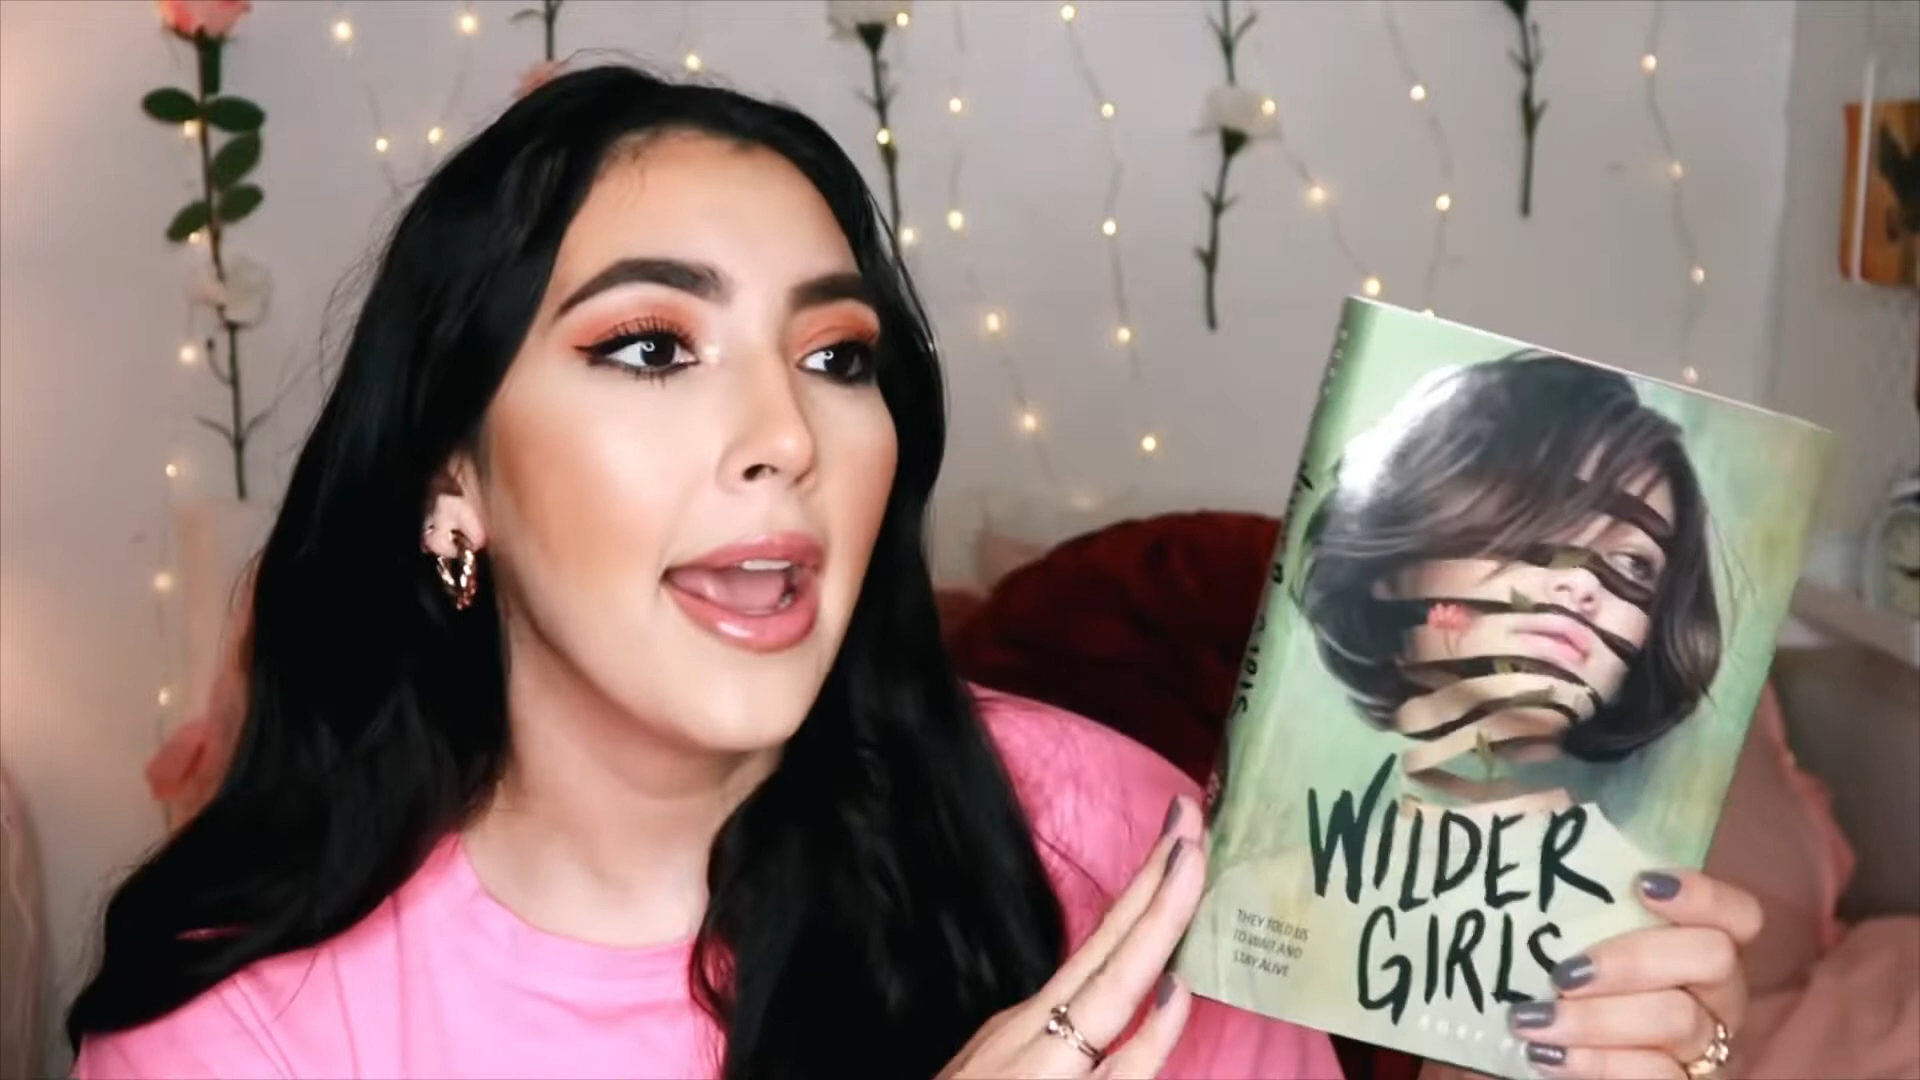 WILDER
GIRLS
THEY TOLD US
TO WAIT AND
STAY ALIVE